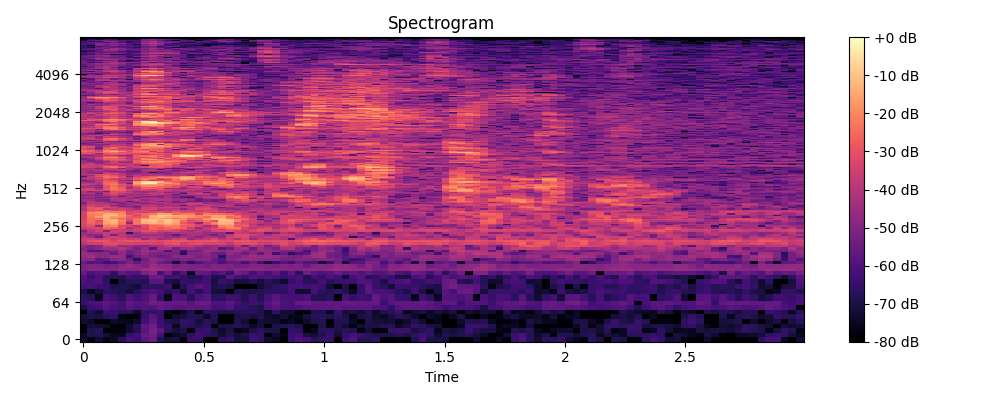 Spectrogram
Hz
4096
2048
1024
512
256
128
64
0
0
0.5
1
1.5
2
2.5
Time
+0 dB
-10 dB
-20 dB
-30 dB
-40 dB
-50 dB
-60 dB
-70 dB
-80 dB